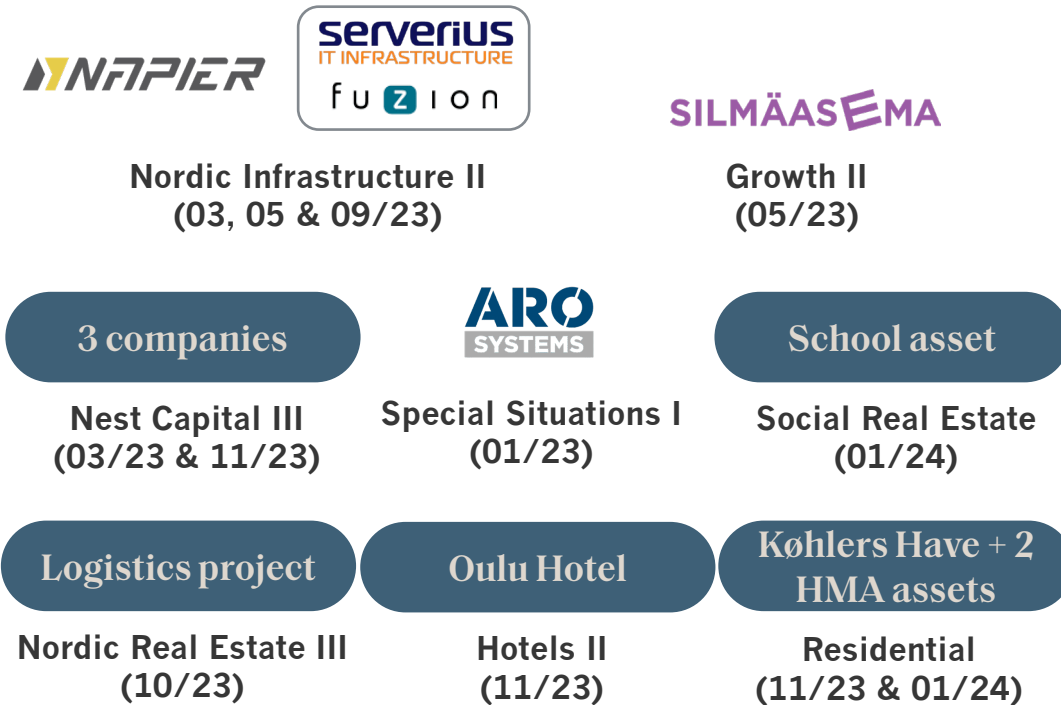 NAPIER
serverius
IT INFRASTRUCTURE
fuzion
SILMÄASEMA
Nordic Infrastructure II
(03, 05 & 09/23)
Growth II
(05/23)
3 companies
ARO
SYSTEMS
School asset
Nest Capital III
(03/23 & 11/23)
Special Situations I
(01/23)
Social Real Estate
(01/24)
Logistics project
Oulu Hotel
Køhlers Have + 2
HMA assets
Nordic Real Estate III
(10/23)
Hotels II
(11/23)
Residential
(11/23 & 01/24)